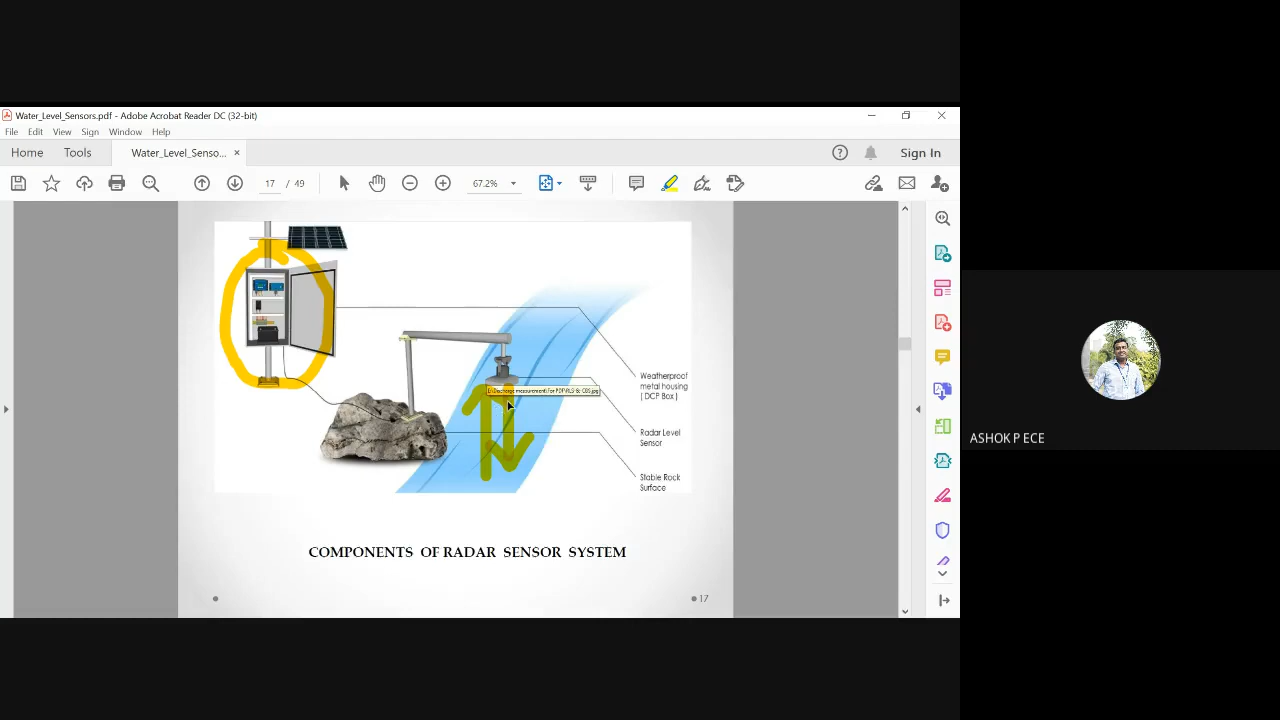 Water_Level_Sensors.pdf - Adobe Acrobat Reader DC (32-bit)
File Edit View Sign Window Help
Home Tools Water_Level_Senso... × Sign In
17 / 49 67.2%
Weatherproof
metal housing
( DCP Box )
Radar Level
Sensor
Stable Rock
Surface
COMPONENTS OF RADAR SENSOR SYSTEM
17
ASHOK P ECE